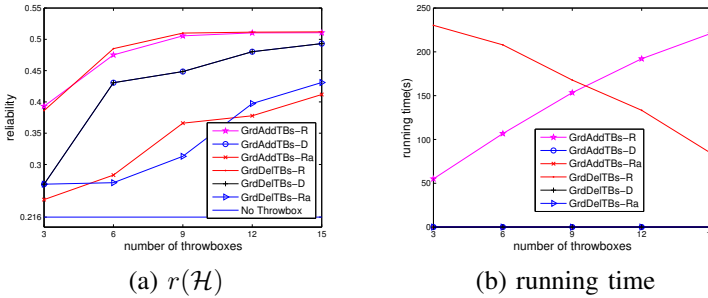 0.55
0.5
0.45
0.4
0.35
0.3
0.216
3
6
9
12
15
reliability
number of throwboxes
GrdAddTBs−R
GrdAddTBs−D
GrdAddTBs−Ra
GrdDelTBs−R
GrdDelTBs−D
GrdDelTBs−Ra
No Throwbox
(a) r(H)
250
200
150
100
50
0
3
6
9
12
running time(s)
number of throwboxes
GrdAddTBs−R
GrdAddTBs−D
GrdAddTBs−Ra
GrdDelTBs−R
GrdDelTBs−D
GrdDelTBs−Ra
(b) running time